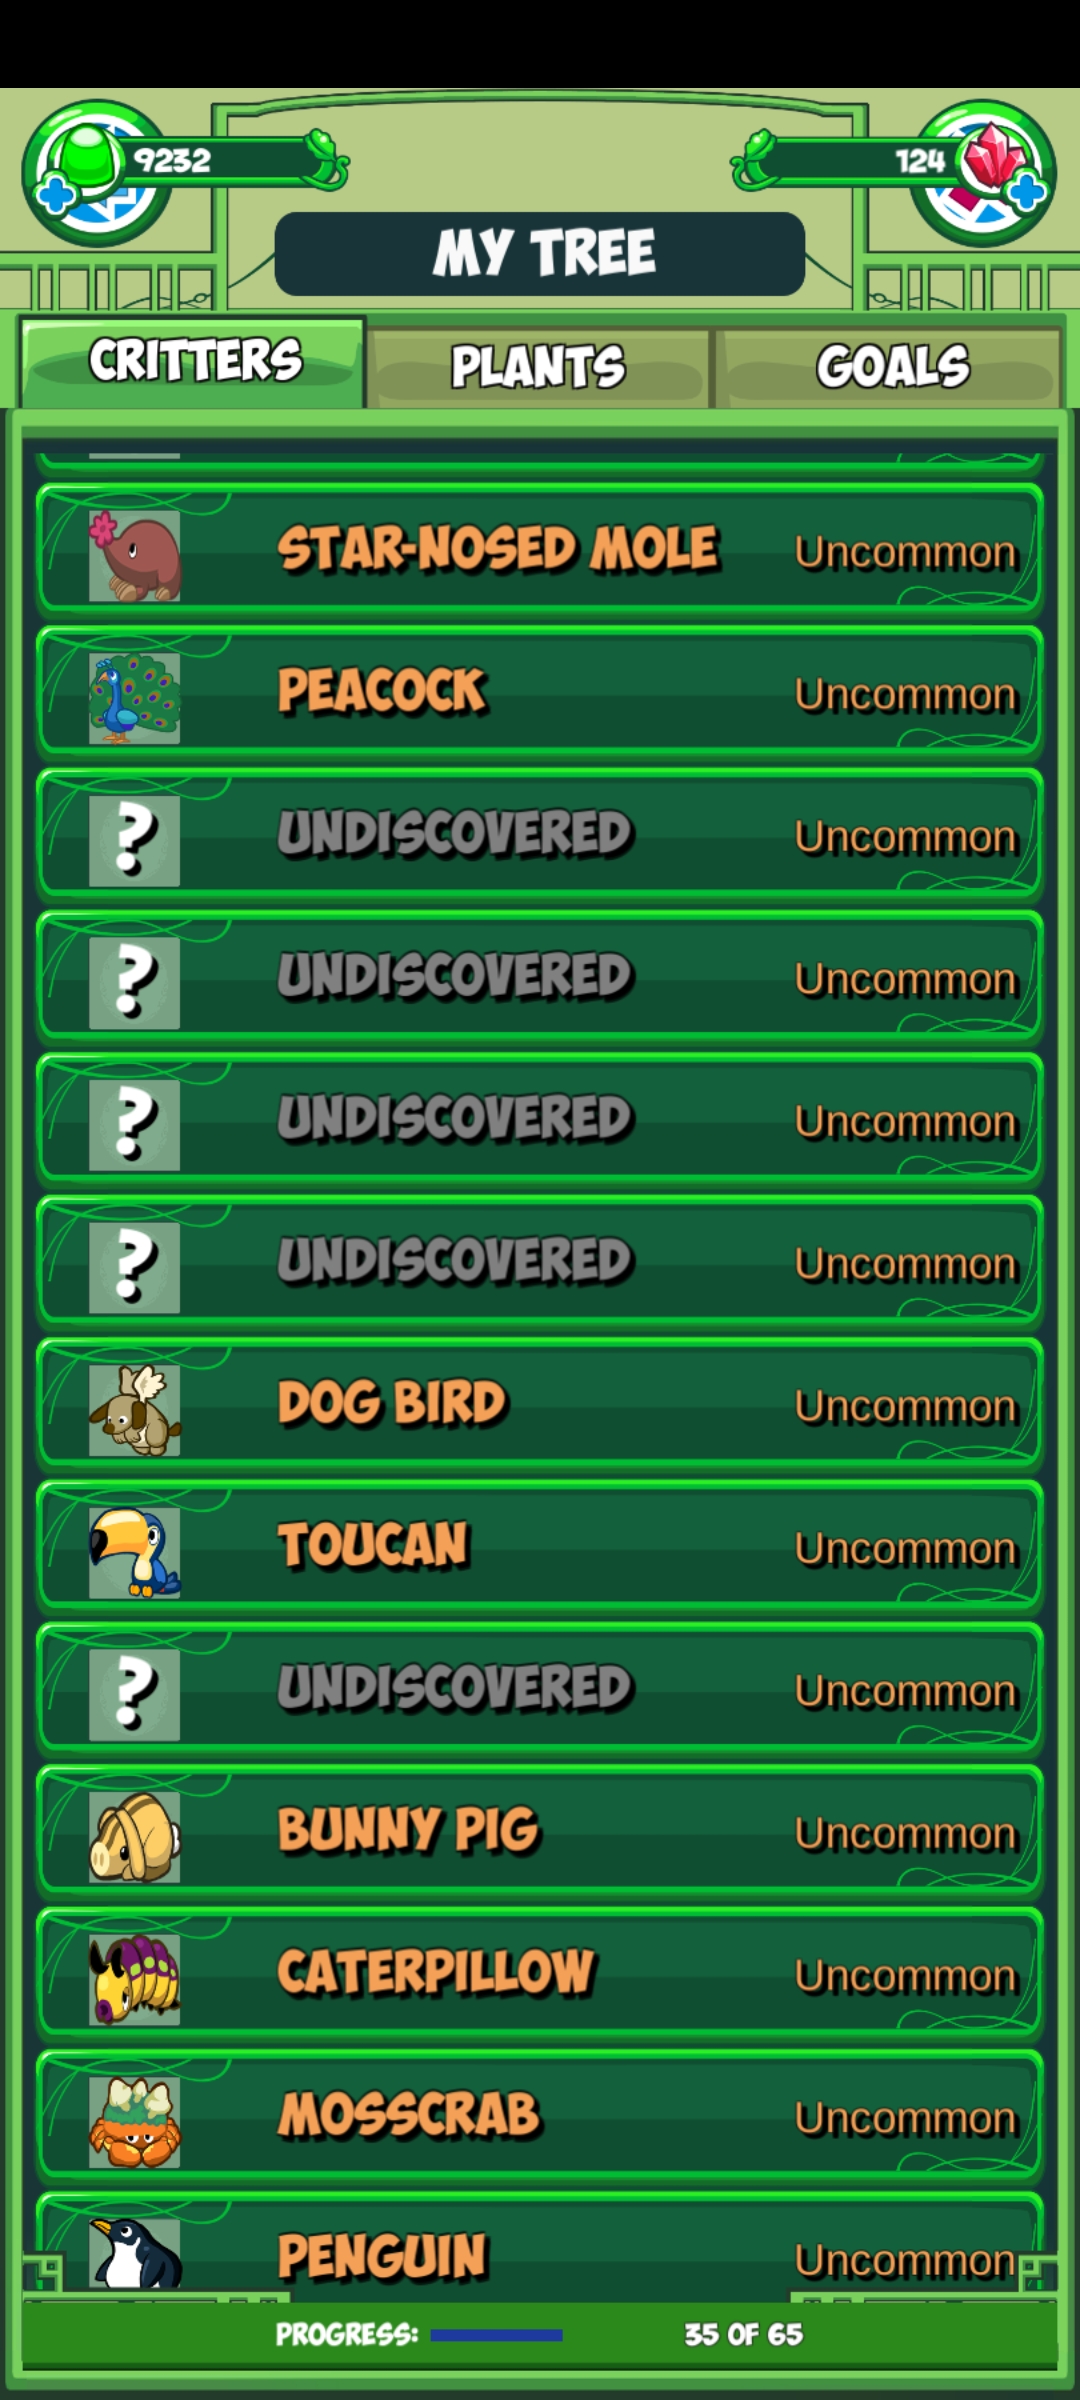 9232
124
MY TREE
CRITTERS
PLANTS
GOALS
STAR-NOSED MOLE Uncommon
PEACOCK Uncommon
? UNDISCOVERED Uncommon
? UNDISCOVERED Uncommon
? UNDISCOVERED Uncommon
? UNDISCOVERED Uncommon
DOG BIRD Uncommon
TOUCAN Uncommon
? UNDISCOVERED Uncommon
BUNNY PIG Uncommon
CATERPILLOW Uncommon
MOSSCRAB Uncommon
PENGUIN Uncommon
PROGRESS: 35 OF 65